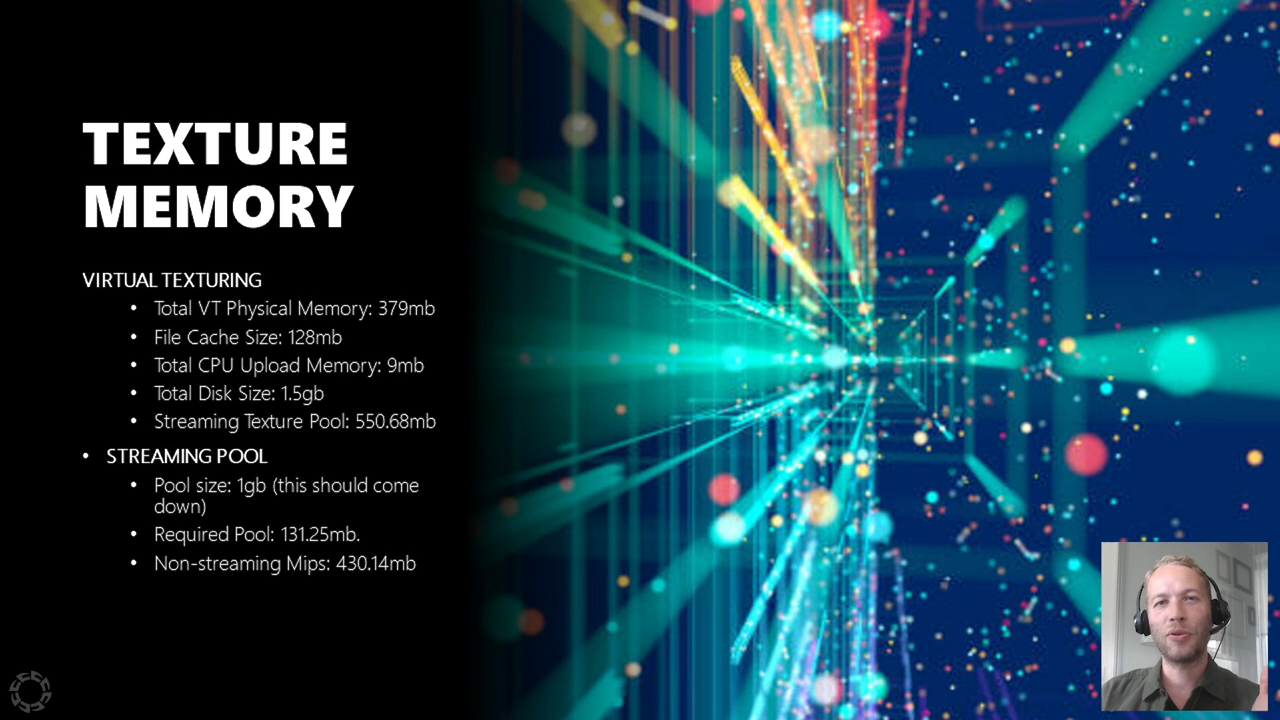 TEXTURE
MEMORY
VIRTUAL TEXTURING
• Total VT Physical Memory: 379mb
• File Cache Size: 128mb
• Total CPU Upload Memory: 9mb
• Total Disk Size: 1.5gb
• Streaming Texture Pool: 550.68mb
• STREAMING POOL
• Pool size: 1gb (this should come
down)
• Required Pool: 131.25mb.
• Non-streaming Mips: 430.14mb